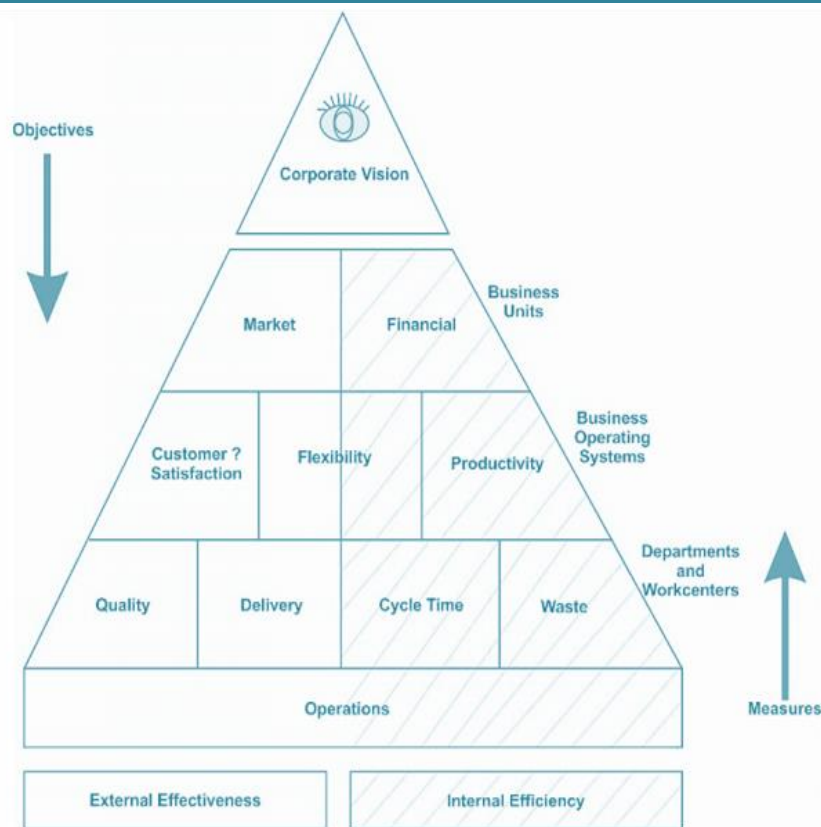 Objectives
Corporate Vision
Market
Financial
Business
Units
Customer ?
Satisfaction
Flexibility
Productivity
Business
Operating
Systems
Quality
Delivery
Cycle Time
Waste
Departments
and
Workcenters
Operations
Measures
External Effectiveness
Internal Efficiency